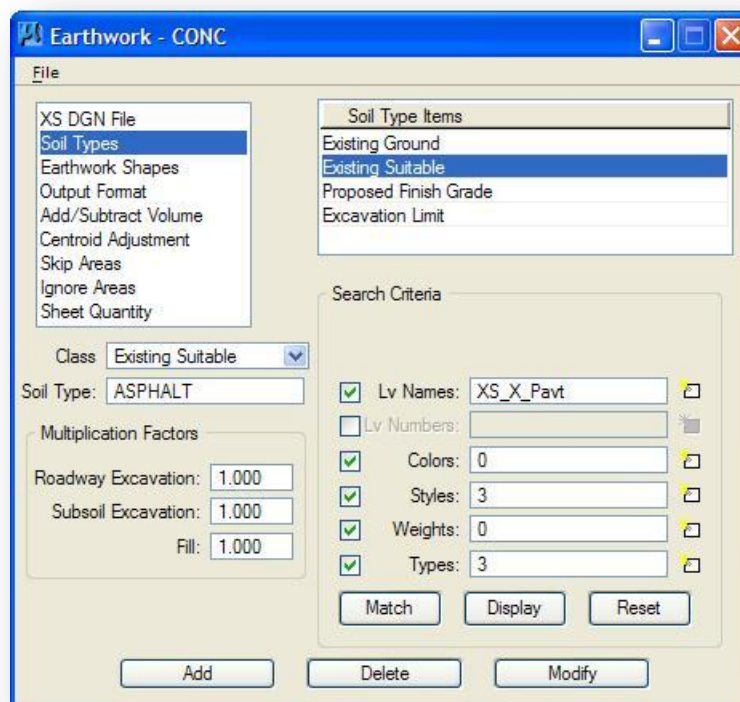 Earthwork - CONC
File
XS DGN File
Soil Types
Earthwork Shapes
Output Format
Add/Subtract Volume
Centroid Adjustment
Skip Areas
Ignore Areas
Sheet Quantity
Soil Type Items
Existing Ground
Existing Suitable
Proposed Finish Grade
Excavation Limit
Class Existing Suitable
Soil Type: ASPHALT
Multiplication Factors
Roadway Excavation: 1.000
Subsoil Excavation: 1.000
Fill: 1.000
Search Criteria
Lv Names: XS_X_Pavt
Lv Numbers:
Colors: 0
Styles: 3
Weights: 0
Types: 3
Match Display Reset
Add Delete Modify